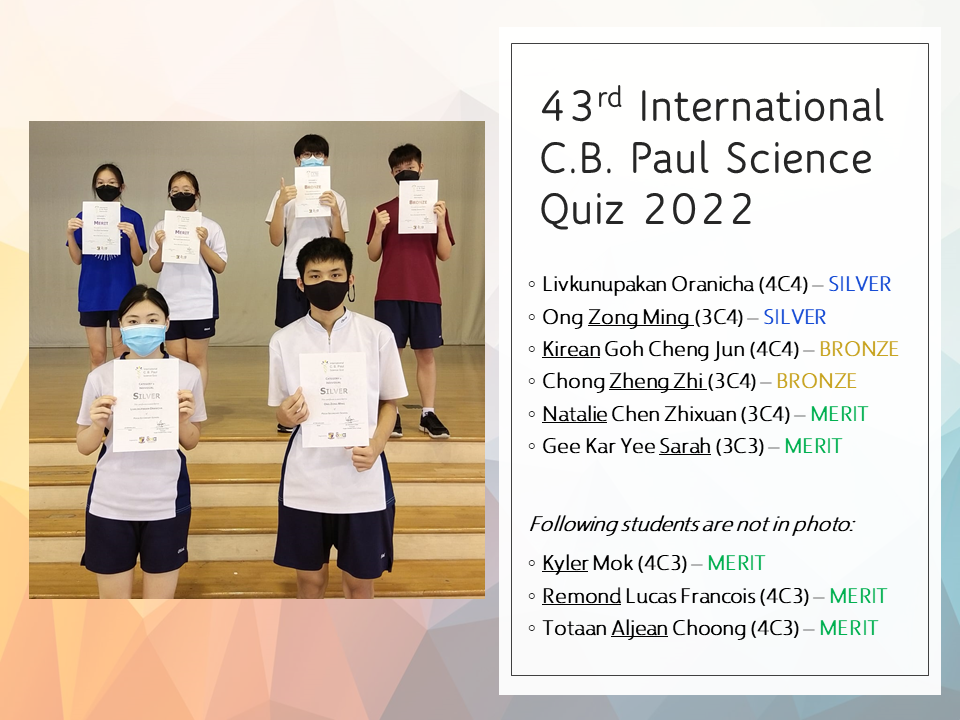 43rd International
C.B. Paul Science
Quiz 2022
◦ Livkunupakan Oranicha (4C4) – SILVER
◦ Ong Zong Ming (3C4) – SILVER
◦ Kirean Goh Cheng Jun (4C4) – BRONZE
◦ Chong Zheng Zhi (3C4) – BRONZE
◦ Natalie Chen Zhixuan (3C4) – MERIT
◦ Gee Kar Yee Sarah (3C3) – MERIT
Following students are not in photo:
◦ Kyler Mok (4C3) – MERIT
◦ Remond Lucas Francois (4C3) – MERIT
◦ Totaan Aljean Choong (4C3) – MERIT
BRONZE
BRONZE
MERIT
MERIT
C.B. Paul
SILVER
C.B. Paul
SILVER